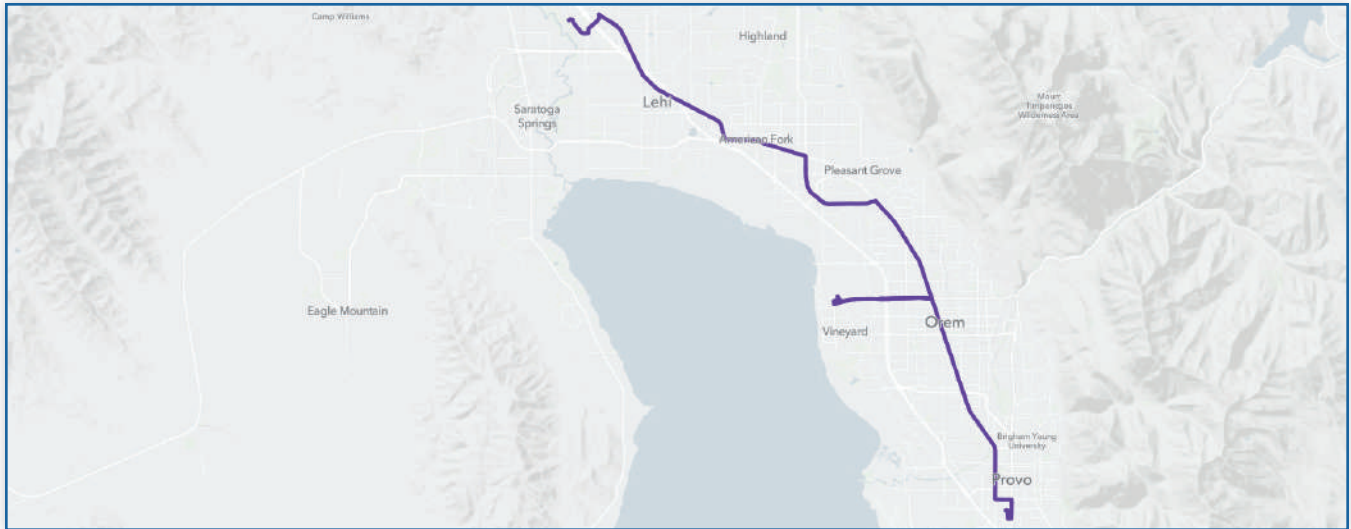 Camp Williams
Highland
Lehi
Saratoga
Springs
Mount
Timpanogos
Wilderness Area
American Fork
Pleasant Grove
Eagle Mountain
Vineyard
Orem
Brigham Young
University
Provo